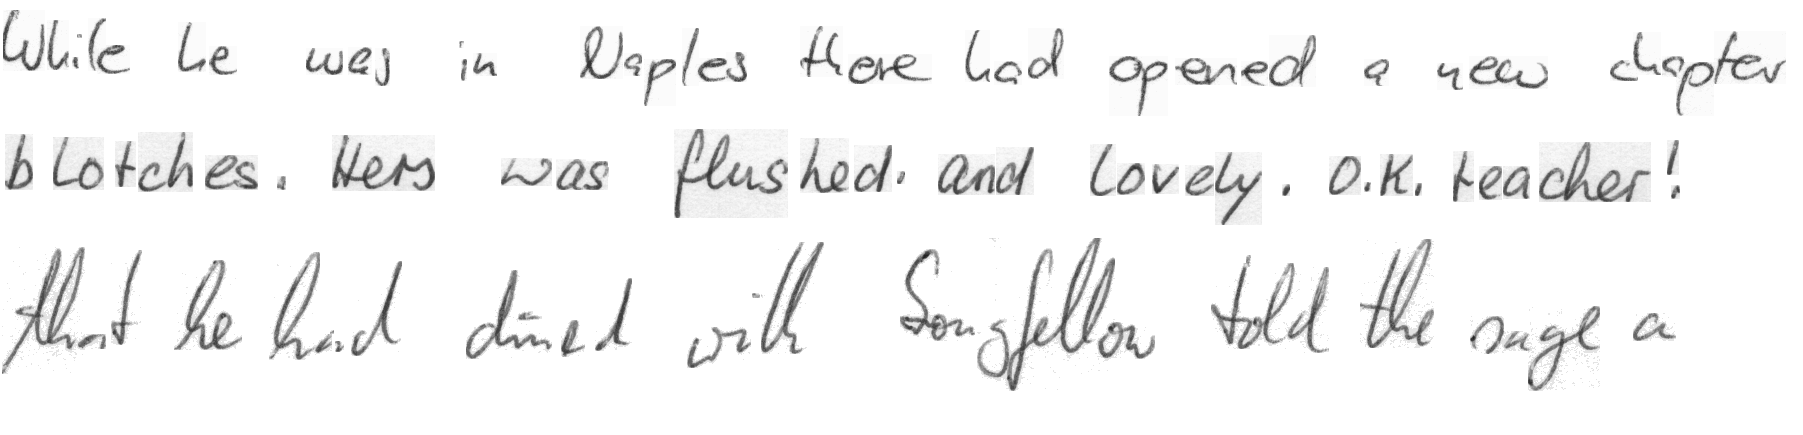 While he was in Naples there had opened a new chapter
blotches. Hers was flushed. and lovely. O.K. teacher!
that he had dined with Longfellow told the sage a